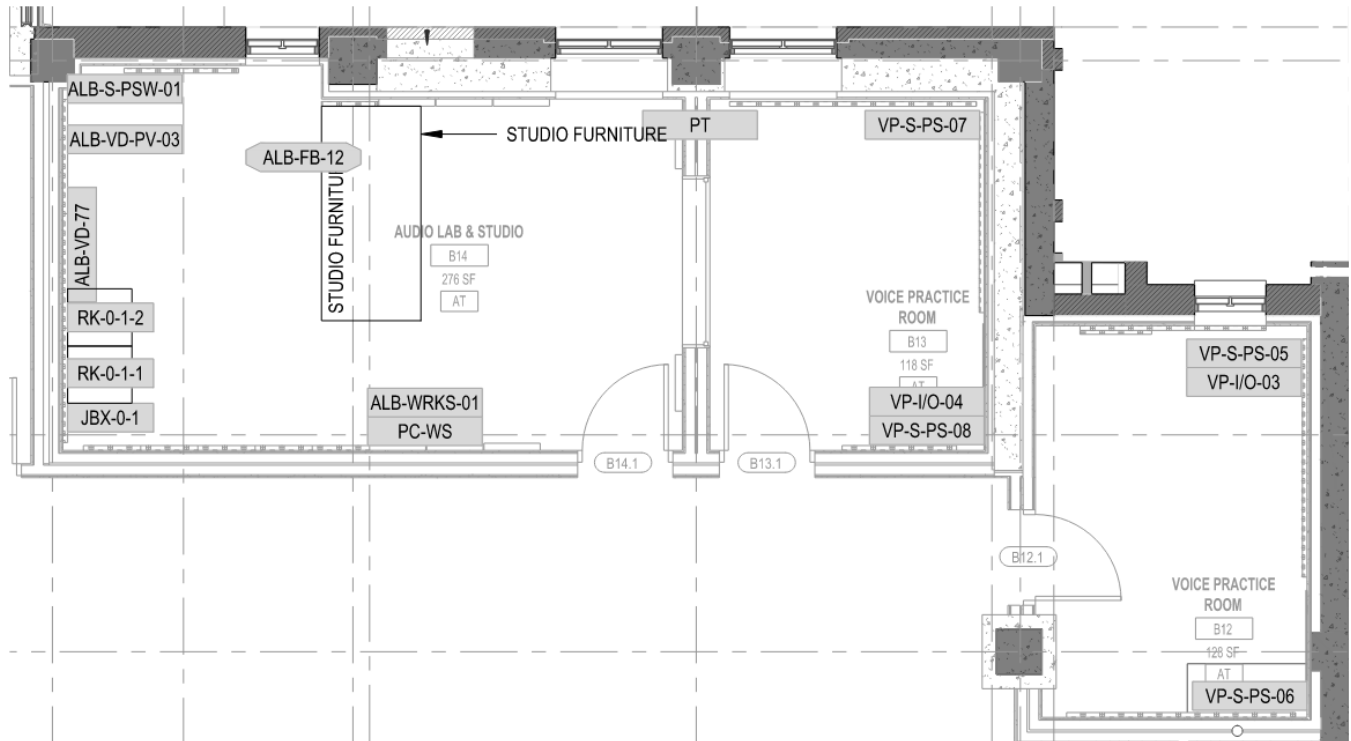 ALB-S-PSW-01
ALB-VD-PV-03
ALB-VD-77
RK-0-1-2
RK-0-1-1
JBX-0-1
ALB-FB-12
STUDIO FURNITURE
STUDIO FURNITURE
AUDIO LAB & STUDIO
B14
276 SF
AT
ALB-WRKS-01
PC-WS
B14.1
PT
VP-S-PS-07
VOICE PRACTICE
ROOM
B13
118 SF
AT
VP-I/O-04
VP-S-PS-08
B13.1
VP-S-PS-05
VP-I/O-03
B12.1
VOICE PRACTICE
ROOM
B12
126 SF
AT
VP-S-PS-06